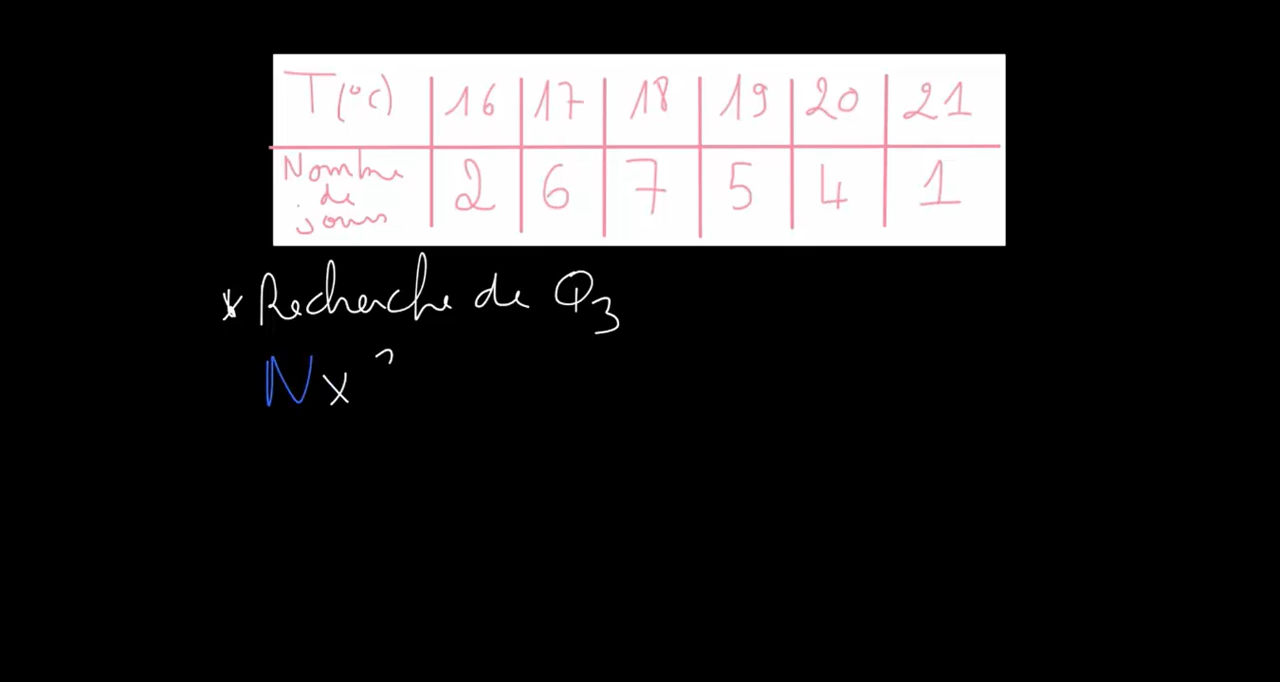 T(°C) 16 17 18 19 20 21
Nombre de jours 2 6 7 5 4 1
* Recherche de Q3
N x